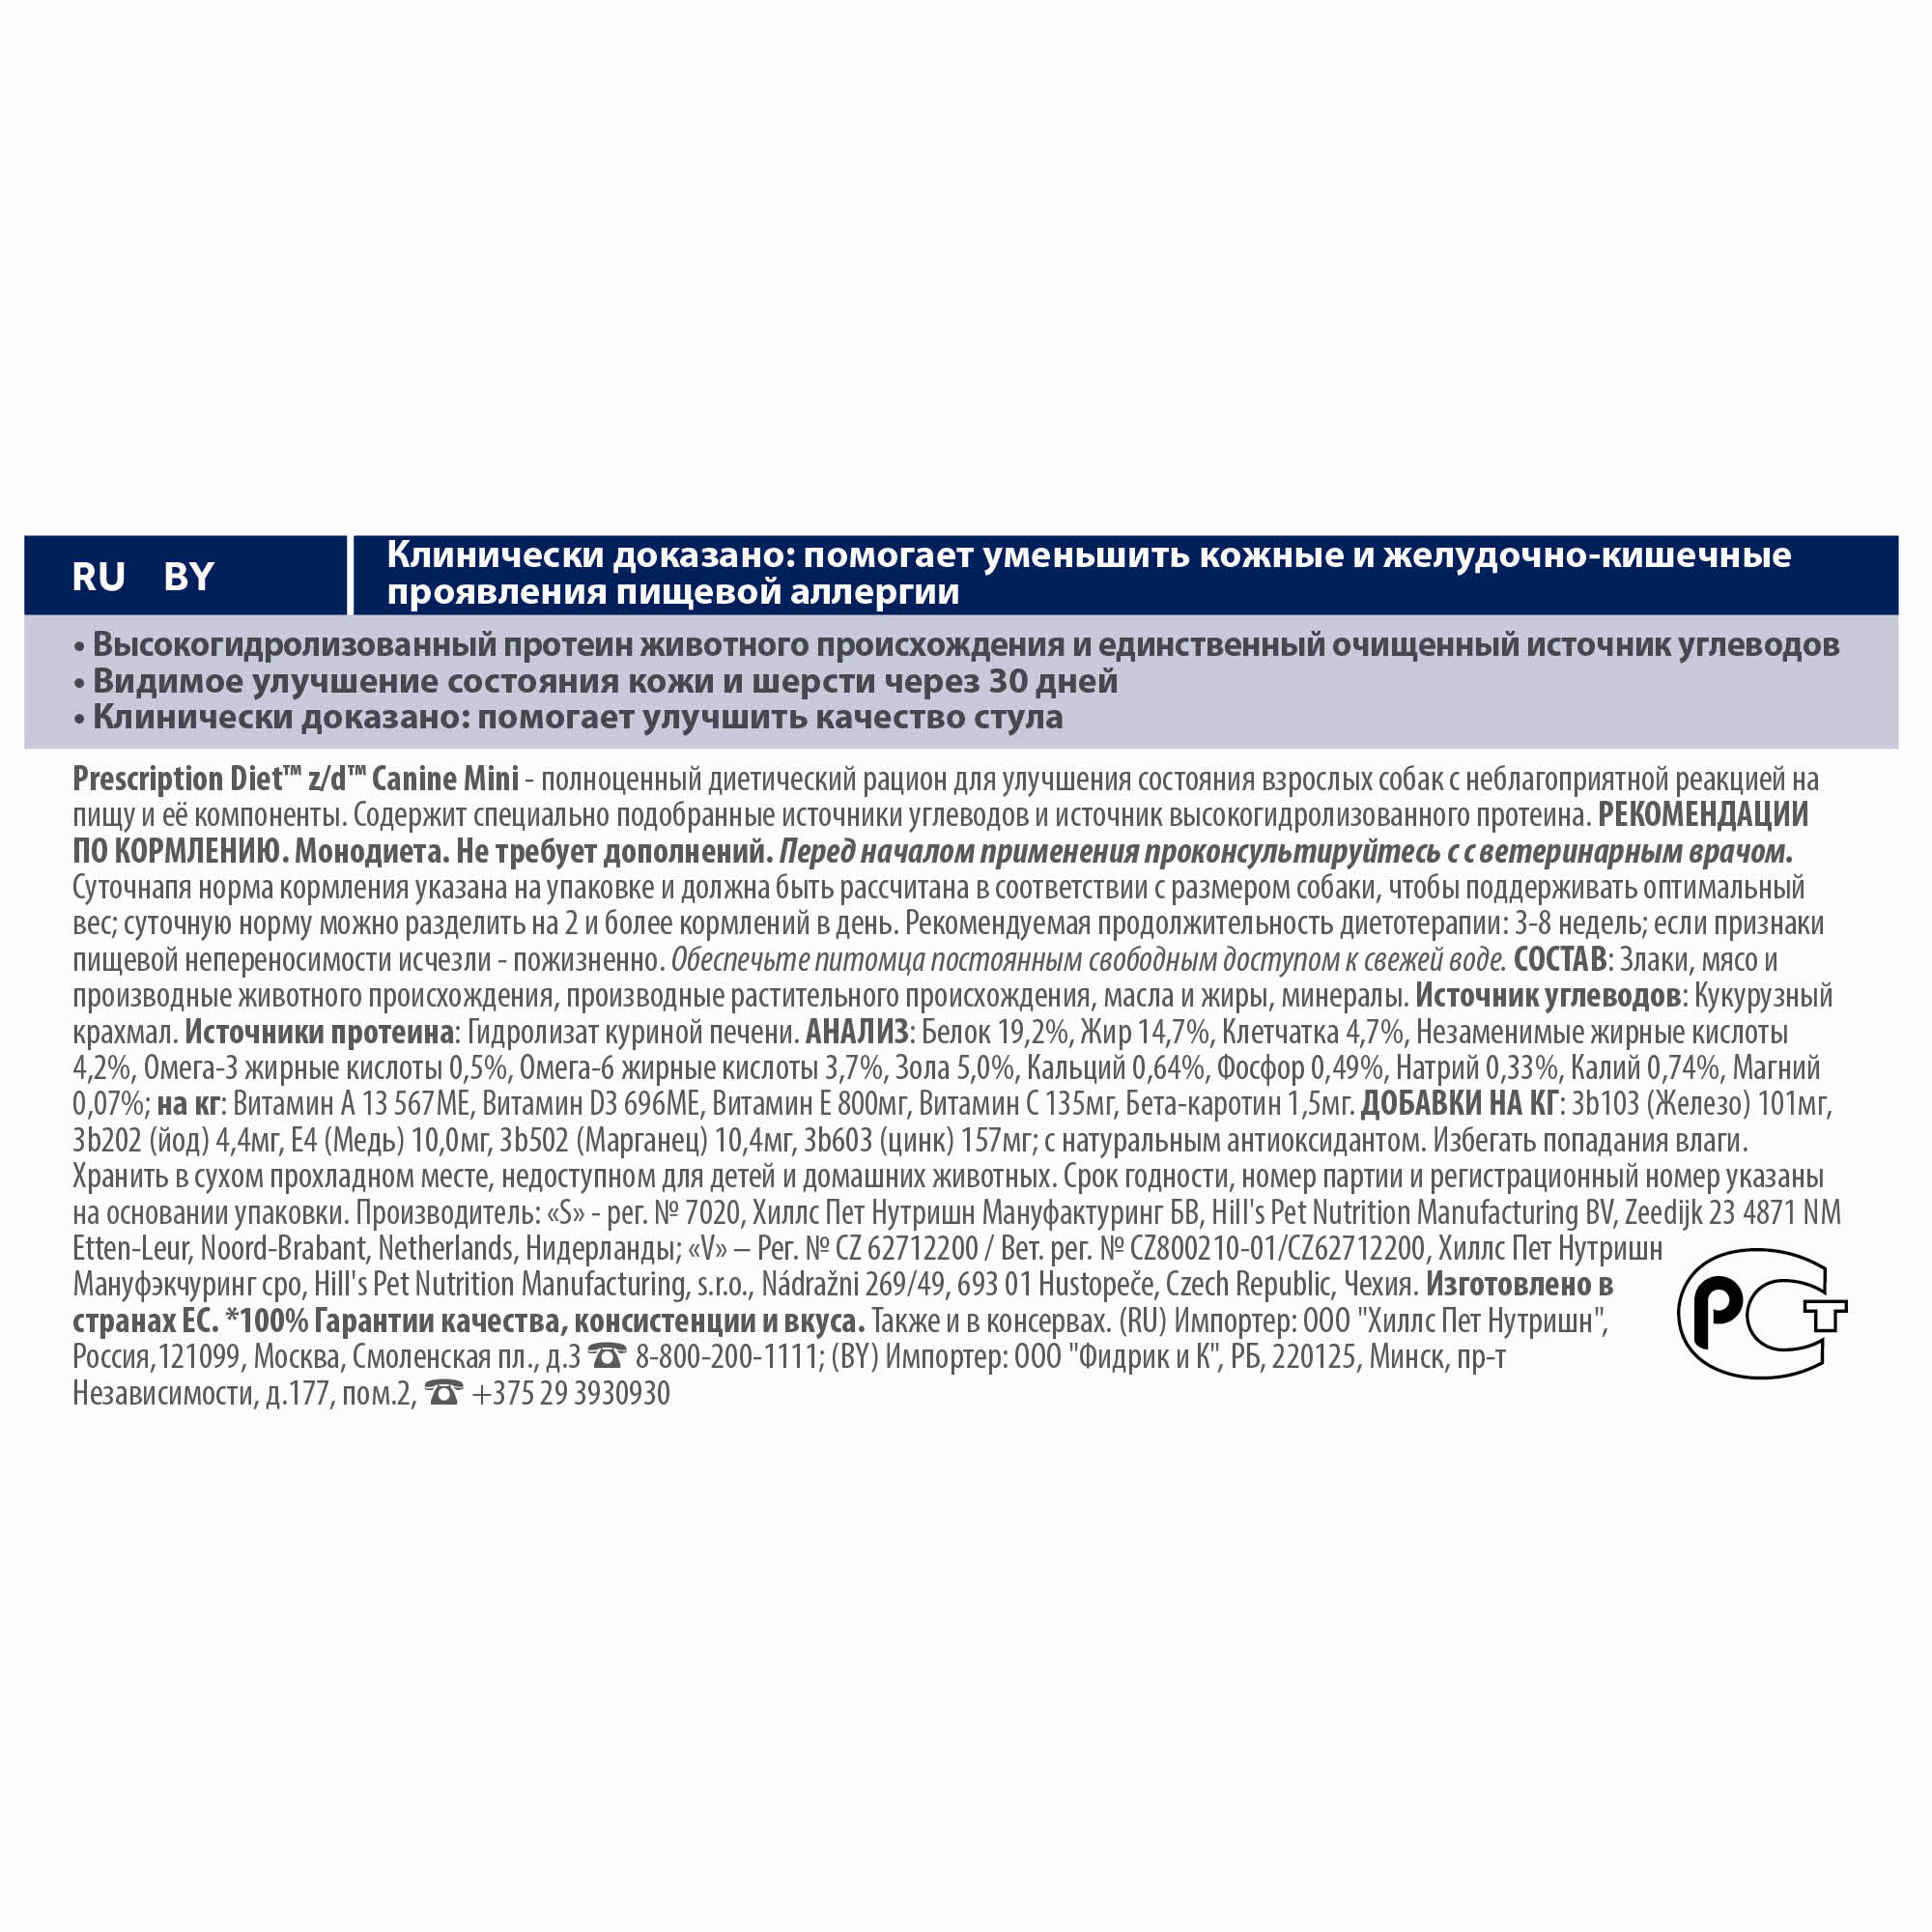 RU BY
Клинически доказано: помогает уменьшить кожные и желудочно-кишечные
проявления пищевой аллергии
• Высокогидролизованный протеин животного происхождения и единственный очищенный источник углеводов
• Видимое улучшение состояния кожи и шерсти через 30 дней
• Клинически доказано: помогает улучшить качество стула
Prescription Diet™ z/d™ Canine Mini - полноценный диетический рацион для улучшения состояния взрослых собак с неблагоприятной реакцией на
пищу и её компоненты. Содержит специально подобранные источники углеводов и источник высокогидролизованного протеина. РЕКОМЕНДАЦИИ
ПО КОРМЛЕНИЮ. Монодиета. Не требует дополнений. Перед началом применения проконсультируйтесь с с ветеринарным врачом.
Суточнапя норма кормления указана на упаковке и должна быть рассчитана в соответствии с размером собаки, чтобы поддерживать оптимальный
вес; суточную норму можно разделить на 2 и более кормлений в день. Рекомендуемая продолжительность диетотерапии: 3-8 недель; если признаки
пищевой непереносимости исчезли - пожизненно. Обеспечьте питомца постоянным свободным доступом к свежей воде. СОСТАВ: Злаки, мясо и
производные животного происхождения, производные растительного происхождения, масла и жиры, минералы. Источник углеводов: Кукурузный
крахмал. Источники протеина: Гидролизат куриной печени. АНАЛИЗ: Белок 19,2%, Жир 14,7%, Клетчатка 4,7%, Незаменимые жирные кислоты
4,2%, Омега-3 жирные кислоты 0,5%, Омега-6 жирные кислоты 3,7%, Зола 5,0%, Кальций 0,64%, Фосфор 0,49%, Натрий 0,33%, Калий 0,74%, Магний
0,07%; на кг: Витамин А 13 567МЕ, Витамин D3 696МЕ, Витамин Е 800мг, Витамин С 135мг, Бета-каротин 1,5мг. ДОБАВКИ НА КГ: 3b103 (Железо) 101мг,
3b202 (йод) 4,4мг, Е4 (Медь) 10,0мг, 3b502 (Марганец) 10,4мг, 3b603 (цинк) 157мг; с натуральным антиоксидантом. Избегать попадания влаги.
Хранить в сухом прохладном месте, недоступном для детей и домашних животных. Срок годности, номер партии и регистрационный номер указаны
на основании упаковки. Производитель: «S» - рег. № 7020, Хиллс Пет Нутришн Мануфактуринг БВ, Hill's Pet Nutrition Manufacturing BV, Zeedijk 23 4871 NM
Etten-Leur, Noord-Brabant, Netherlands, Нидерланды; «V» – Рег. № CZ 62712200 / Вет. рег. № CZ800210-01/CZ62712200, Хиллс Пет Нутришн
Мануфэкчуринг сро, Hill's Pet Nutrition Manufacturing, s.r.o., Nádražni 269/49, 693 01 Hustopeče, Czech Republic, Чехия. Изготовлено в
странах ЕС. *100% Гарантии качества, консистенции и вкуса. Также и в консервах. (RU) Импортер: ООО "Хиллс Пет Нутришн",
Россия,121099, Москва, Смоленская пл., д.3 ☎ 8-800-200-1111; (BY) Импортер: ООО "Фидрик и К", РБ, 220125, Минск, пр-т
Независимости, д.177, пом.2, ☎ +375 29 3930930
РСТ